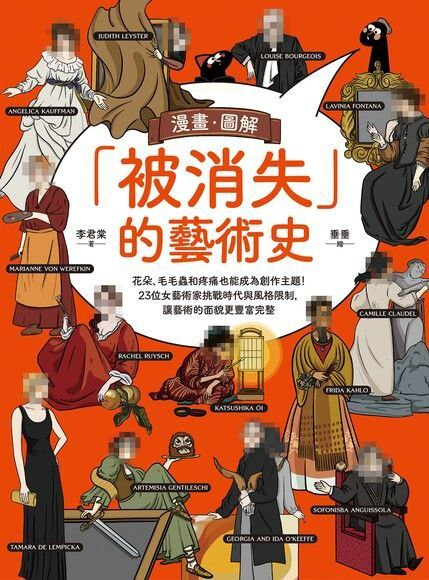 JUDITH LEYSTER
LOUISE BOURGEOIS
ANGELICA KAUFFMAN
LAVINIA FONTANA
漫畫・圖解
「被消失」
的藝術史
李君棠
著
垂垂
繪
花朵、毛毛蟲和疼痛也能成為創作主題!
23位女藝術家挑戰時代與風格限制,
讓藝術的面貌更豐富完整
MARIANNE VON WEREFKIN
CAMILLE CLAUDEL
RACHEL RUYSCH
FRIDA KAHLO
KATSUSHIKA ŌI
ARTEMISIA GENTILESCHI
SOFONISBA ANGUISSOLA
GEORGIA AND IDA O'KEEFFE
TAMARA DE LEMPICKA